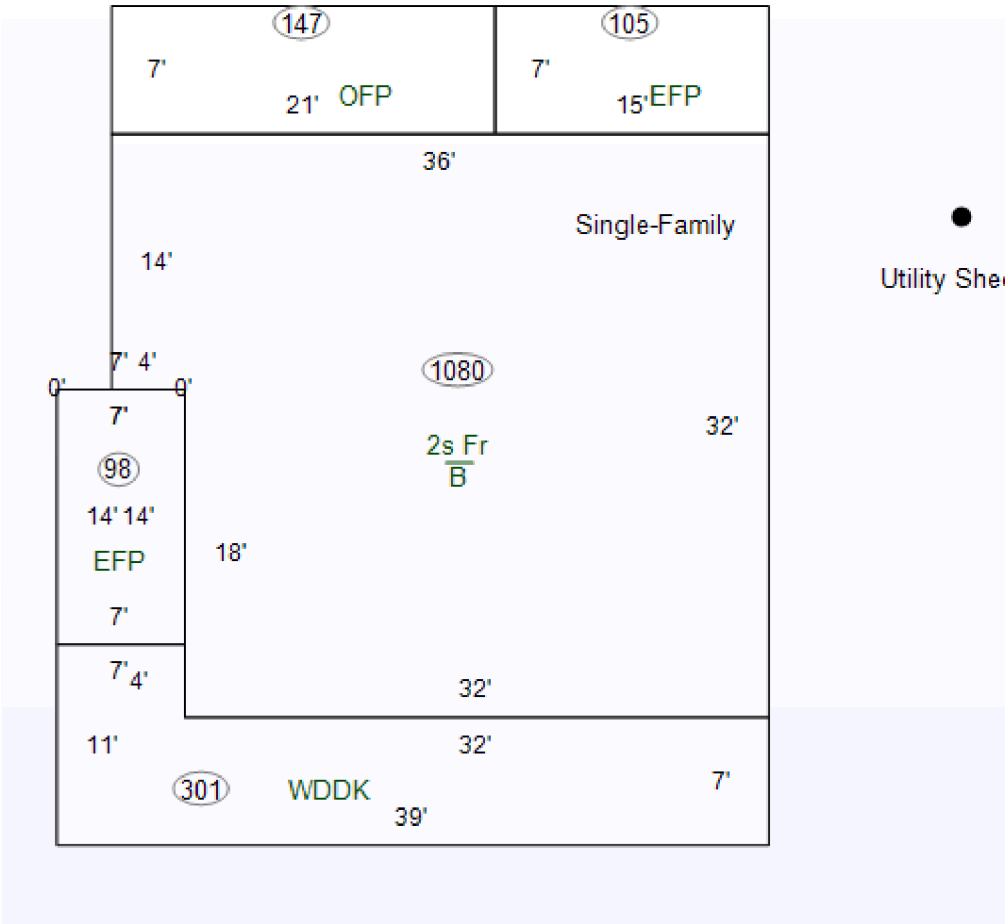 147 105
7' 7'
21' OFP 15' EFP
36'
Single-Family
14'
Utility She
7' 4'
1080
0' 0'
7'
32'
2s Fr
B
98
14' 14'
18'
EFP
7'
7' 4'
32'
11' 32'
7'
301 WDDK
39'